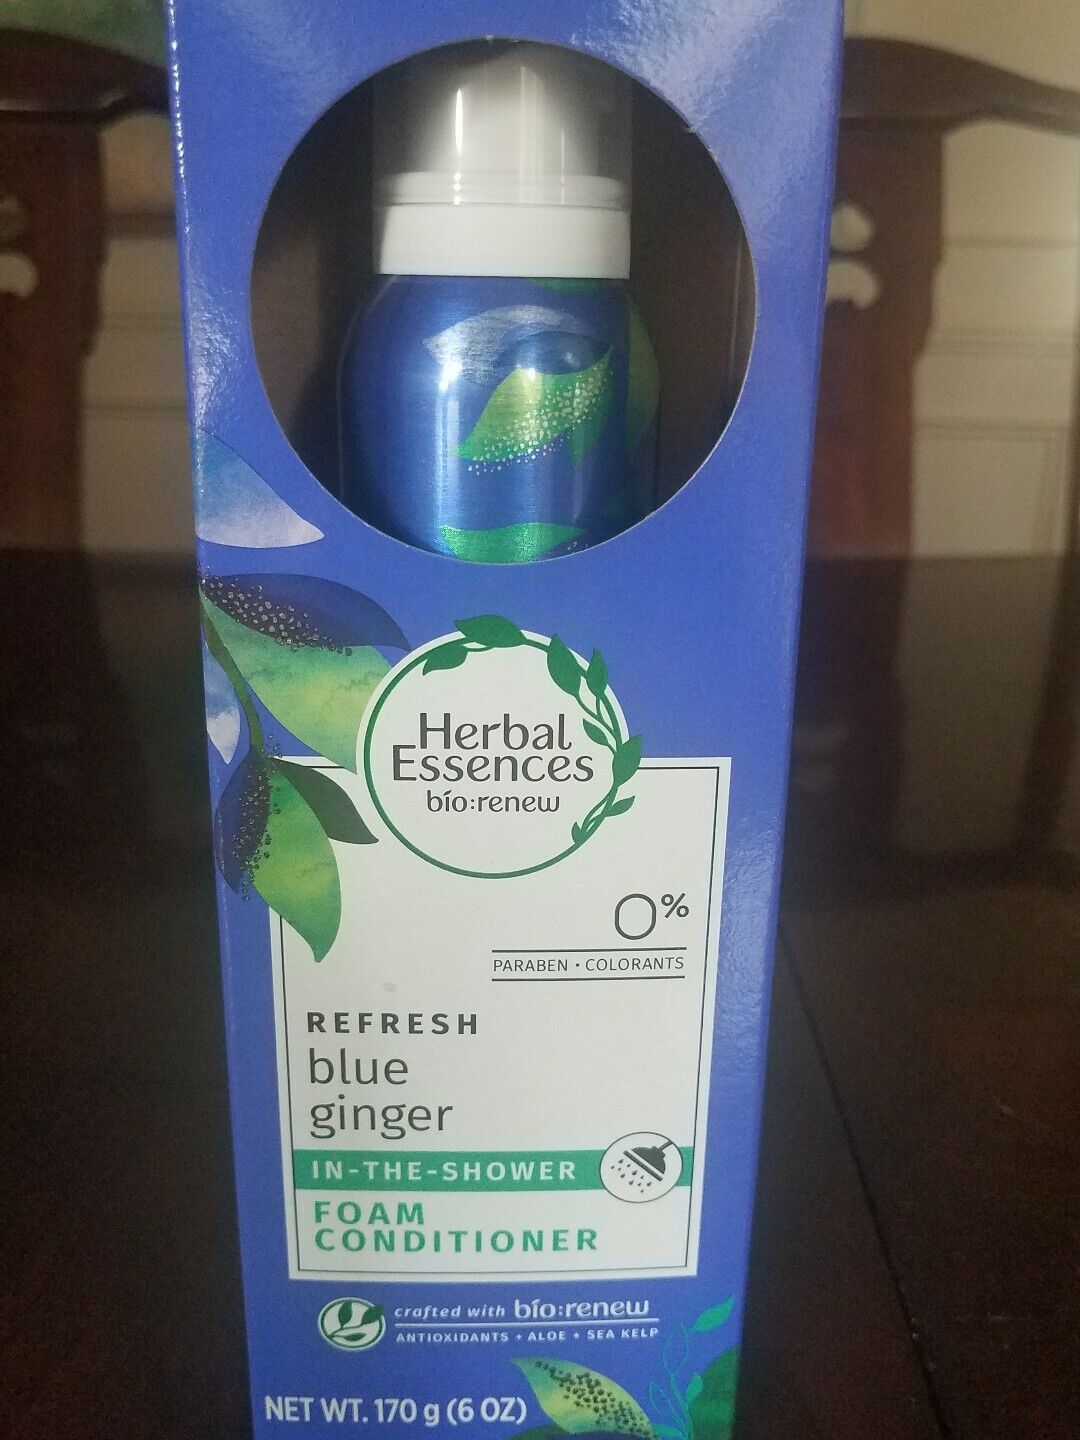 Herbal
Essences
bio:renew
0%
PARABEN • COLORANTS
REFRESH
blue
ginger
IN-THE-SHOWER
FOAM
CONDITIONER
crafted with bio:renew
ANTIOXIDANTS + ALOE + SEA KELP
NET WT. 170 g (6 OZ)